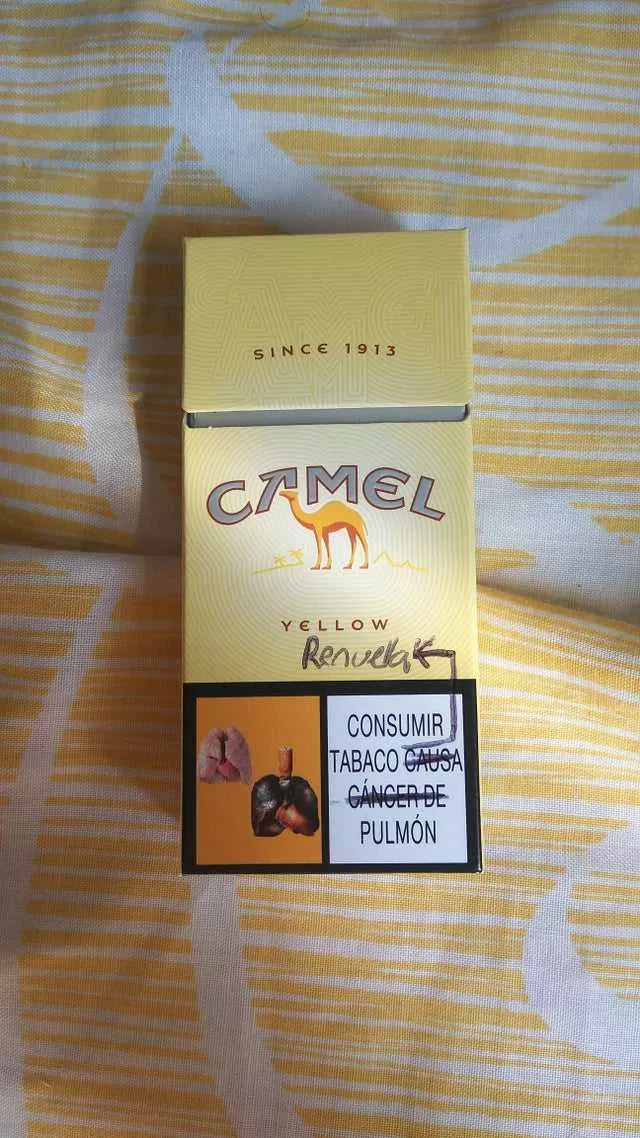 SINCE 1913
CAMEL
YELLOW
Renueva
CONSUMIR
TABACO CAUSA
CÁNCER DE
PULMÓN